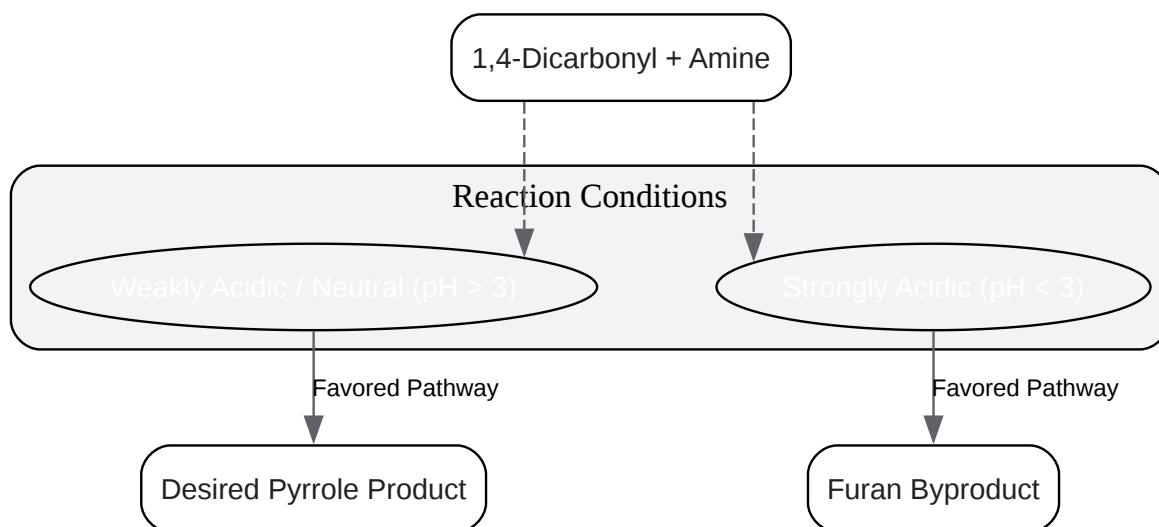 1,4-Dicarbonyl + Amine
Reaction Conditions
Weakly Acidic / Neutral (pH > 3)
Strongly Acidic (pH < 3)
Favored Pathway
Favored Pathway
Desired Pyrrole Product
Furan Byproduct